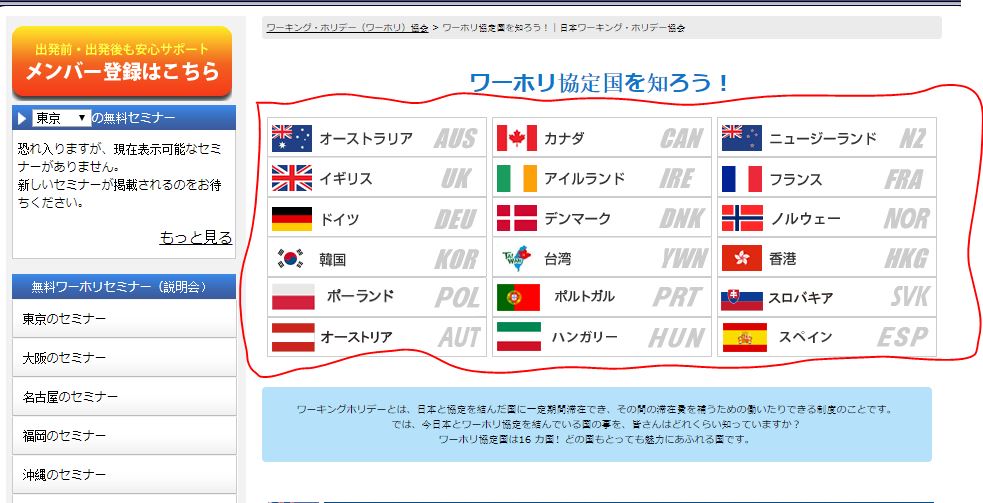 ワーキング・ホリデー（ワーホリ）協会 > ワーホリ協定国を知ろう！｜日本ワーキング・ホリデー協会
出発前・出発後も安心サポート
メンバー登録はこちら
東京 の無料セミナー
恐れ入りますが、現在表示可能なセミ
ナーがありません。
新しいセミナーが掲載されるのをお待
ちください。
もっと見る
無料ワーホリセミナー（説明会）
東京のセミナー
大阪のセミナー
名古屋のセミナー
福岡のセミナー
沖縄のセミナー
ワーホリ協定国を知ろう！
オーストラリア AUS カナダ CAN ニュージーランド NZ
イギリス UK アイルランド IRE フランス FRA
ドイツ DEU デンマーク DNK ノルウェー NOR
韓国 KOR 台湾 YWN 香港 HKG
ポーランド POL ポルトガル PRT スロバキア SVK
オーストリア AUT ハンガリー HUN スペイン ESP
ワーキングホリデーとは、日本と協定を結んだ国に一定期間滞在でき、その間の滞在費を補うための働いたりできる制度のことです。
では、今日本とワーホリ協定を結んでいる国の事を、皆さんはどれくらい知っていますか？
ワーホリ協定国は16 カ国！どの国もとっても魅力にあふれる国です。